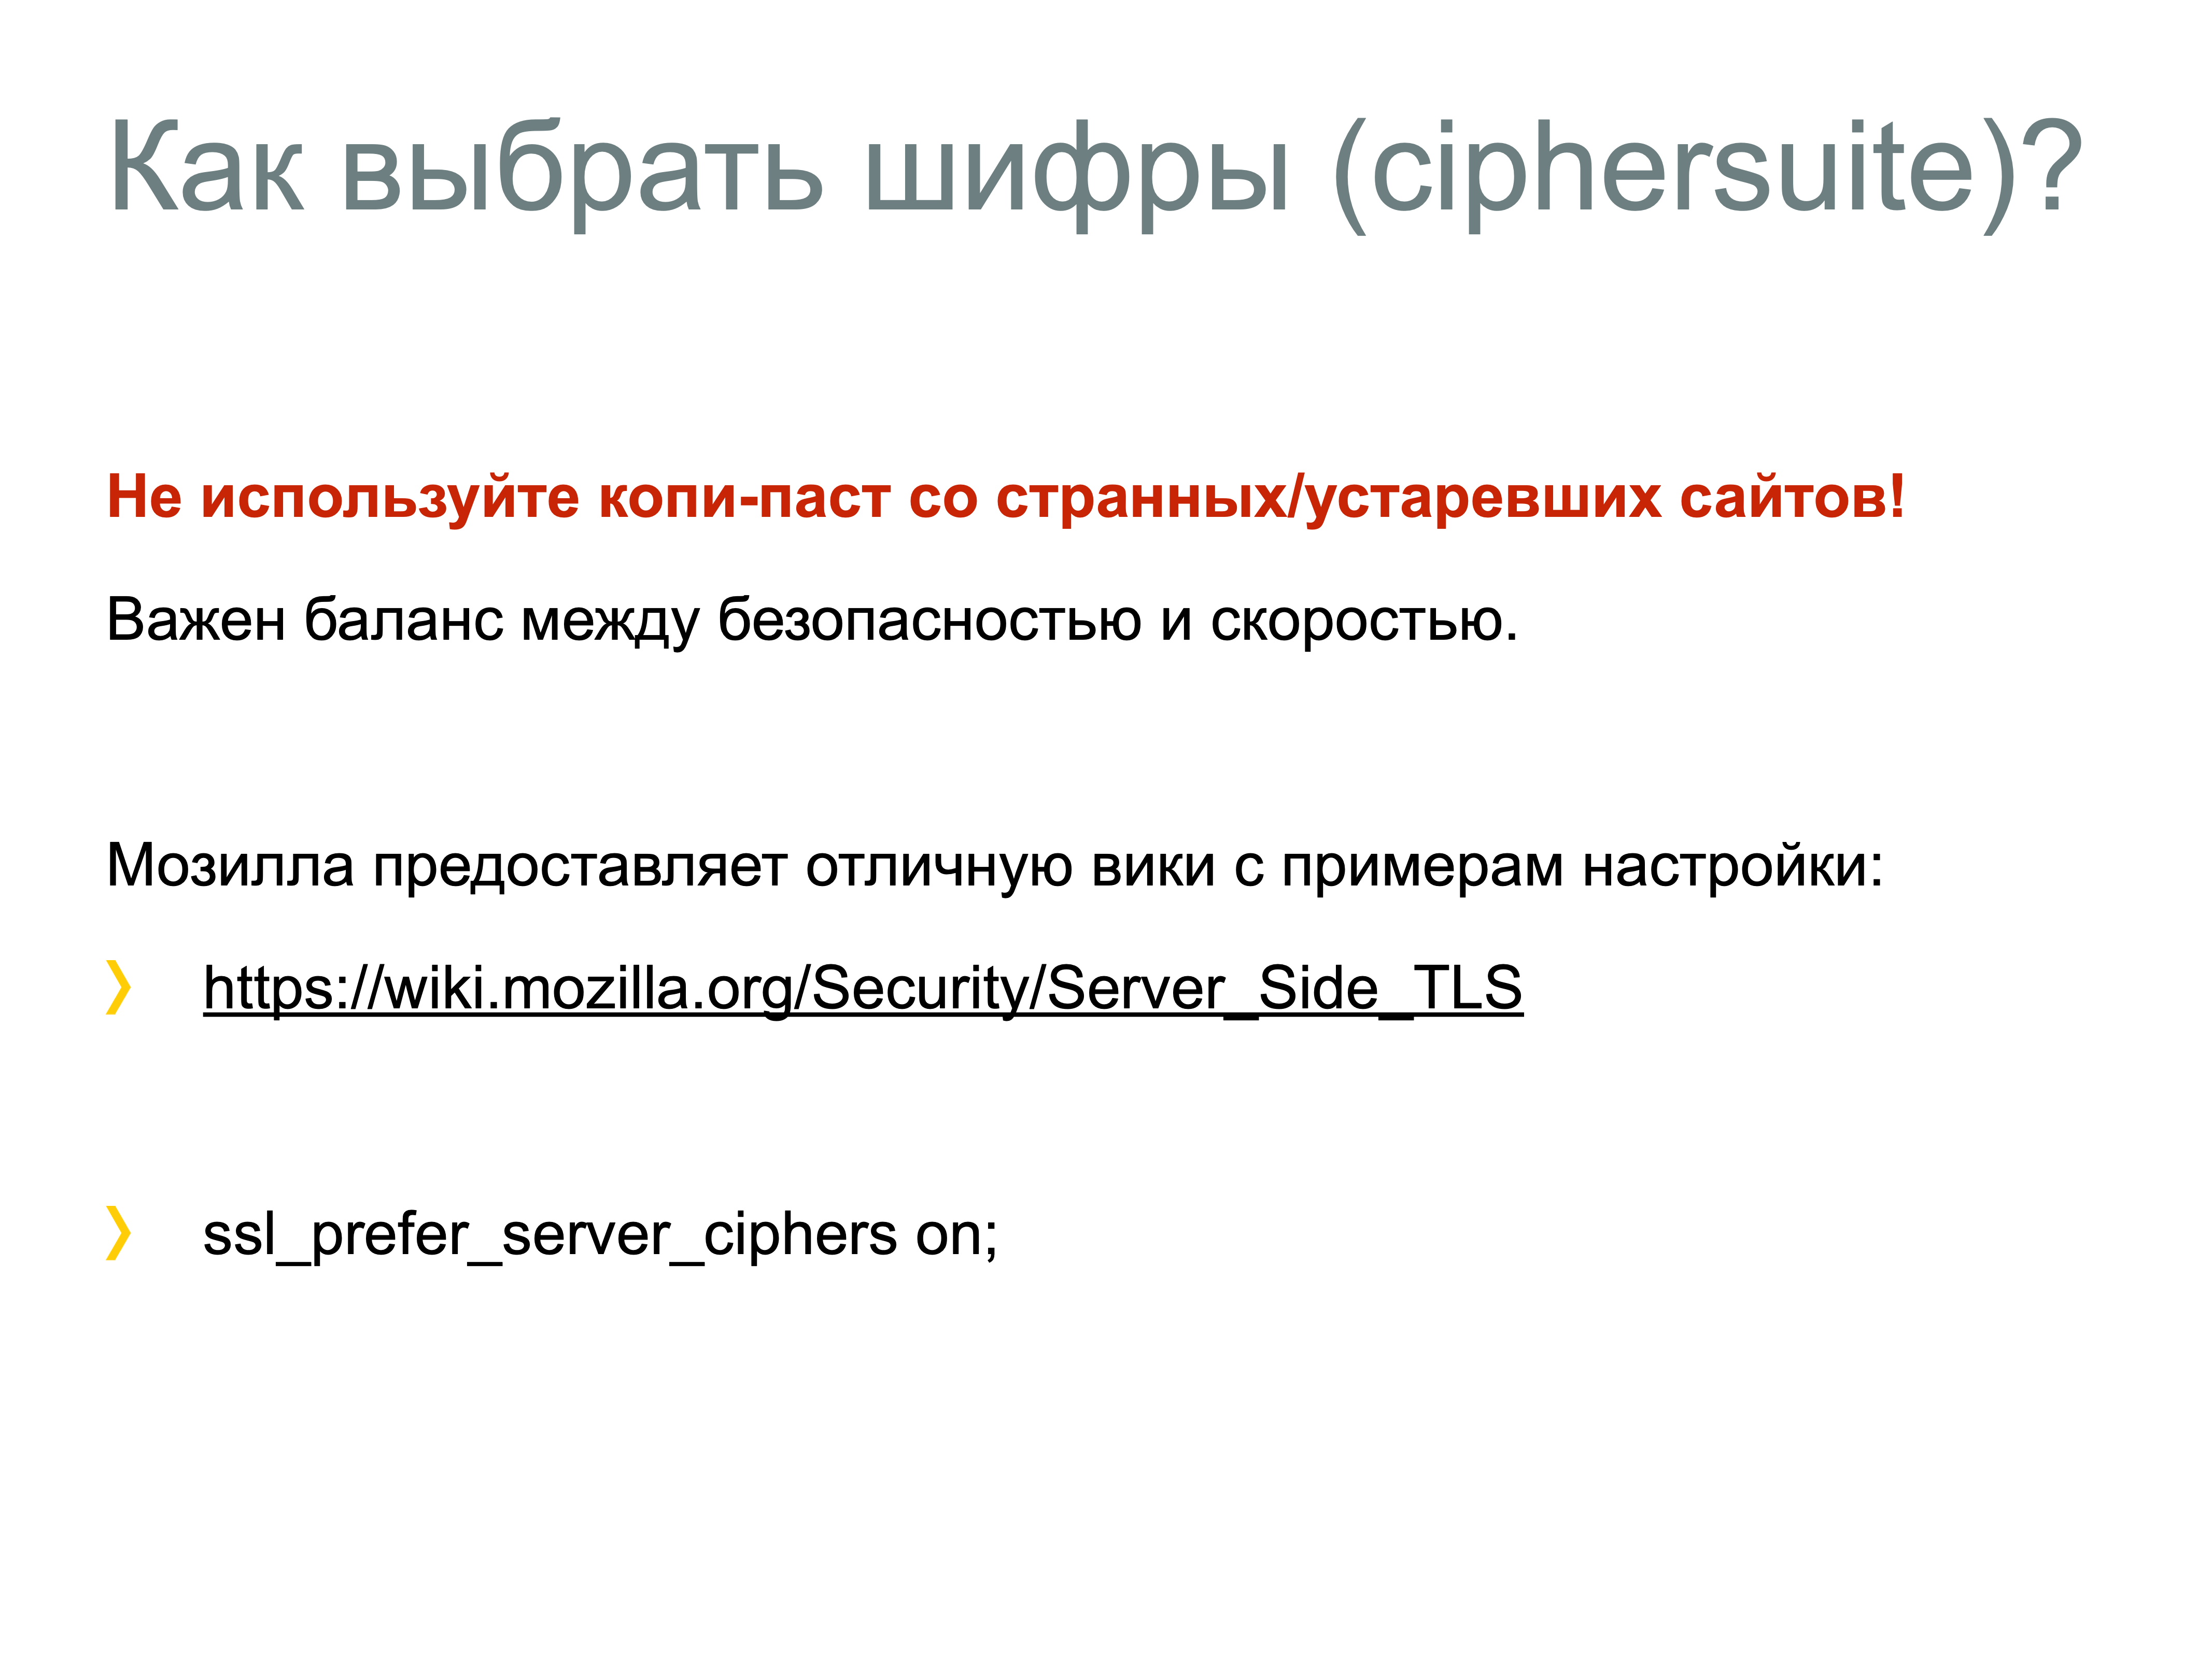 Как выбрать шифры (ciphersuite)?
Не используйте копи-паст со странных/устаревших сайтов!
Важен баланс между безопасностью и скоростью.
Мозилла предоставляет отличную вики с примерам настройки:
https://wiki.mozilla.org/Security/Server_Side_TLS
ssl_prefer_server_ciphers on;